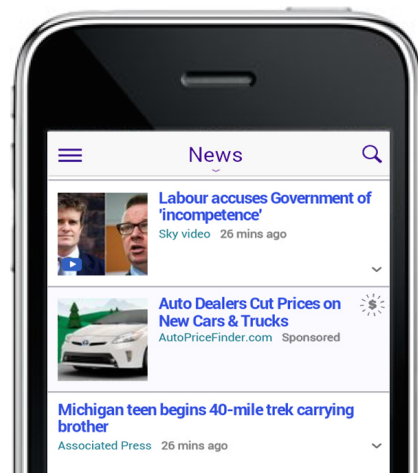 News
Labour accuses Government of
'incompetence'
Sky video 26 mins ago
Auto Dealers Cut Prices on
New Cars & Trucks
$
AutoPriceFinder.com Sponsored
Michigan teen begins 40-mile trek carrying
brother
Associated Press 26 mins ago